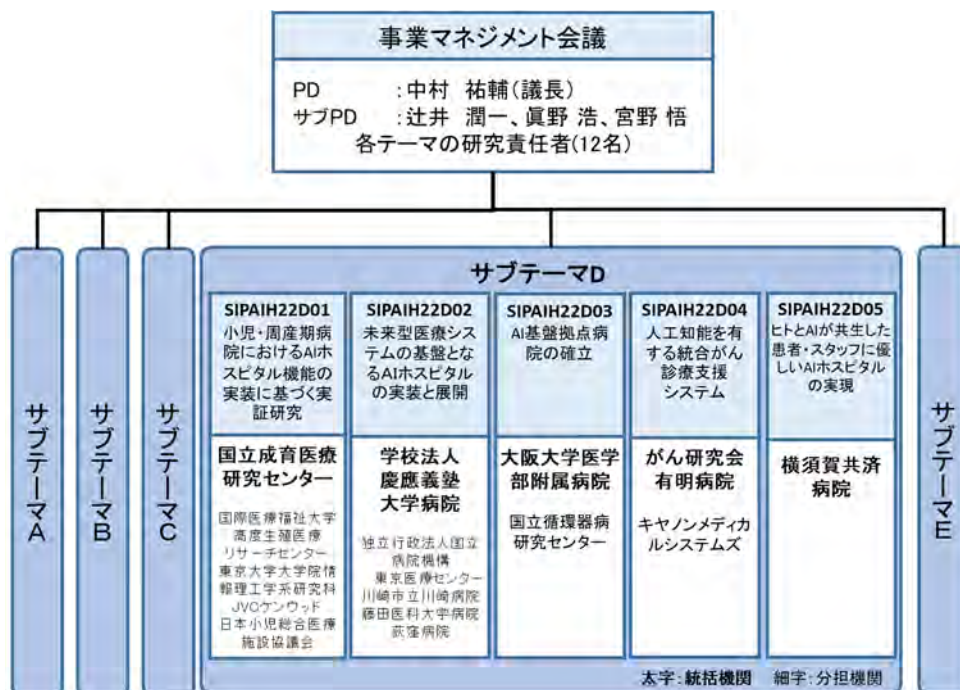 事業マネジメント会議
PD :中村 祐輔(議長)
サブPD :辻井 潤一、眞野 浩、宮野 悟
各テーマの研究責任者(12名)
サブテーマA
サブテーマB
サブテーマC
サブテーマD
SIPAIH22D01
小児・周産期病
院におけるAIホ
スピタル機能の
実装に基づく実
証研究
国立成育医療
研究センター
国際医療福祉大学
高度生殖医療
リサーチセンター
東京大学大学院情
報理工学系研究科
JVCケンウッド
日本小児総合医療
施設協議会
SIPAIH22D02
未来型医療シス
テムの基盤とな
るAIホスピタル
の実装と展開
学校法人
慶應義塾
大学病院
独立行政法人国立
病院機構
東京医療センター
川崎市立川崎病院
藤田医科大学病院
荻窪病院
SIPAIH22D03
AI基盤拠点病
院の確立
大阪大学医学
部附属病院
国立循環器病
研究センター
SIPAIH22D04
人工知能を有
する統合がん
診療支援
システム
がん研究会
有明病院
キヤノンメディカ
ルシステムズ
SIPAIH22D05
ヒトとAIが共生した
患者・スタッフに優
しいAIホスピタル
の実現
横須賀共済
病院
サブテーマE
太字:統括機関 細字:分担機関